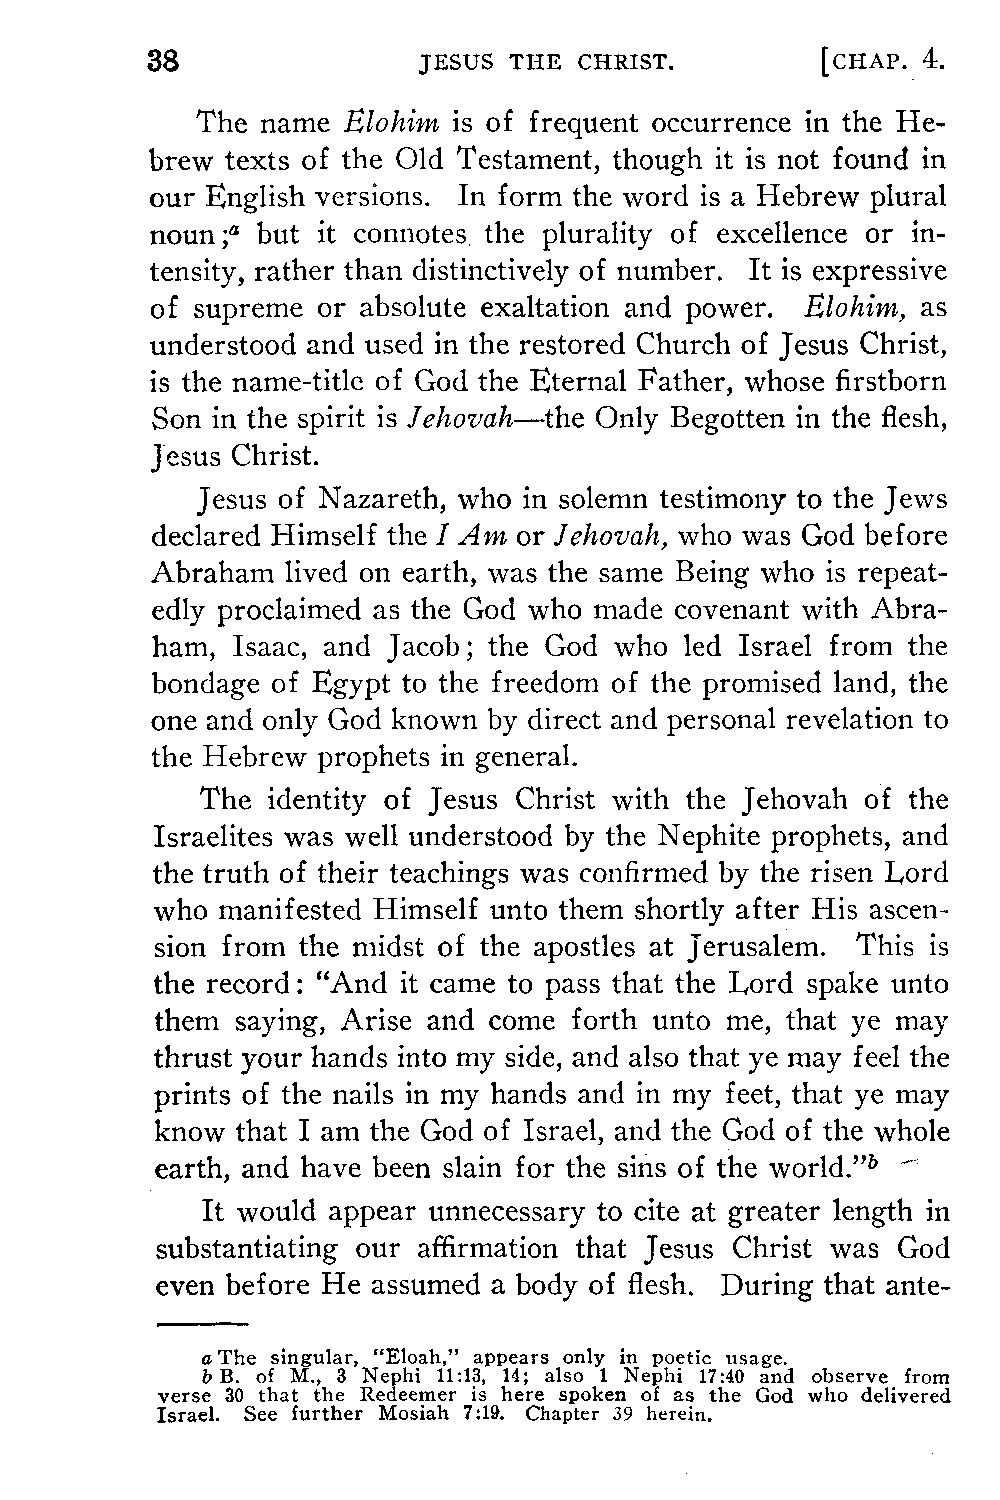 38 JESUS THE CHRIST. [CHAP. 4.
The name Elohim is of frequent occurrence in the He-
brew texts of the Old Testament, though it is not found in
our English versions. In form the word is a Hebrew plural
noun;a but it connotes the plurality of excellence or in-
tensity, rather than distinctively of number. It is expressive
of supreme or absolute exaltation and power. Elohim, as
understood and used in the restored Church of Jesus Christ,
is the name-title of God the Eternal Father, whose firstborn
Son in the spirit is Jehovah—the Only Begotten in the flesh,
Jesus Christ.
Jesus of Nazareth, who in solemn testimony to the Jews
declared Himself the I Am or Jehovah, who was God before
Abraham lived on earth, was the same Being who is repeat-
edly proclaimed as the God who made covenant with Abra-
ham, Isaac, and Jacob; the God who led Israel from the
bondage of Egypt to the freedom of the promised land, the
one and only God known by direct and personal revelation to
the Hebrew prophets in general.
The identity of Jesus Christ with the Jehovah of the
Israelites was well understood by the Nephite prophets, and
the truth of their teachings was confirmed by the risen Lord
who manifested Himself unto them shortly after His ascen-
sion from the midst of the apostles at Jerusalem. This is
the record: “And it came to pass that the Lord spake unto
them saying, Arise and come forth unto me, that ye may
thrust your hands into my side, and also that ye may feel the
prints of the nails in my hands and in my feet, that ye may
know that I am the God of Israel, and the God of the whole
earth, and have been slain for the sins of the world.”b
It would appear unnecessary to cite at greater length in
substantiating our affirmation that Jesus Christ was God
even before He assumed a body of flesh. During that ante-
a The singular, “Eloah,” appears only in poetic usage.
b B. of M., 3 Nephi 11:13, 14; also 1 Nephi 17:40 and observe from
verse 30 that the Redeemer is here spoken of as the God who delivered
Israel. See further Mosiah 7:19. Chapter 39 herein.